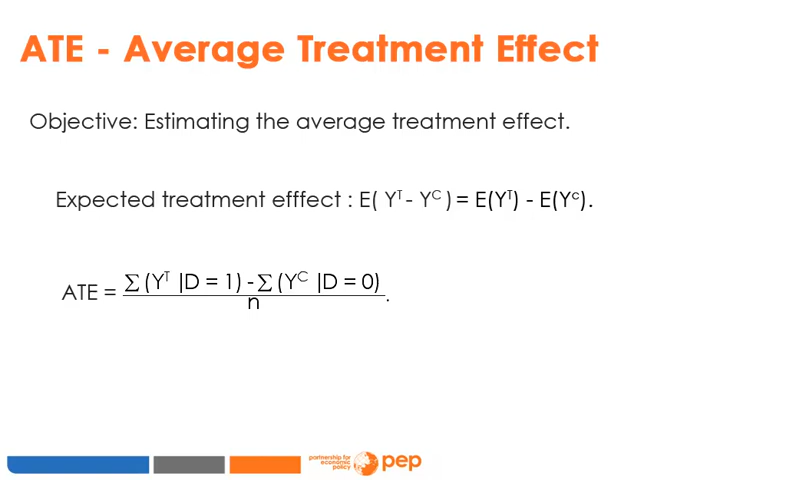 ATE - Average Treatment Effect
Objective: Estimating the average treatment effect.
Expected treatment efffect : E( Yᵀ - Yᶜ ) = E(Yᵀ) - E(Yᶜ).
ATE = ∑ (Yᵀ |D = 1) - ∑ (Yᶜ |D = 0)
n .
partnership for
economic
policy
pep